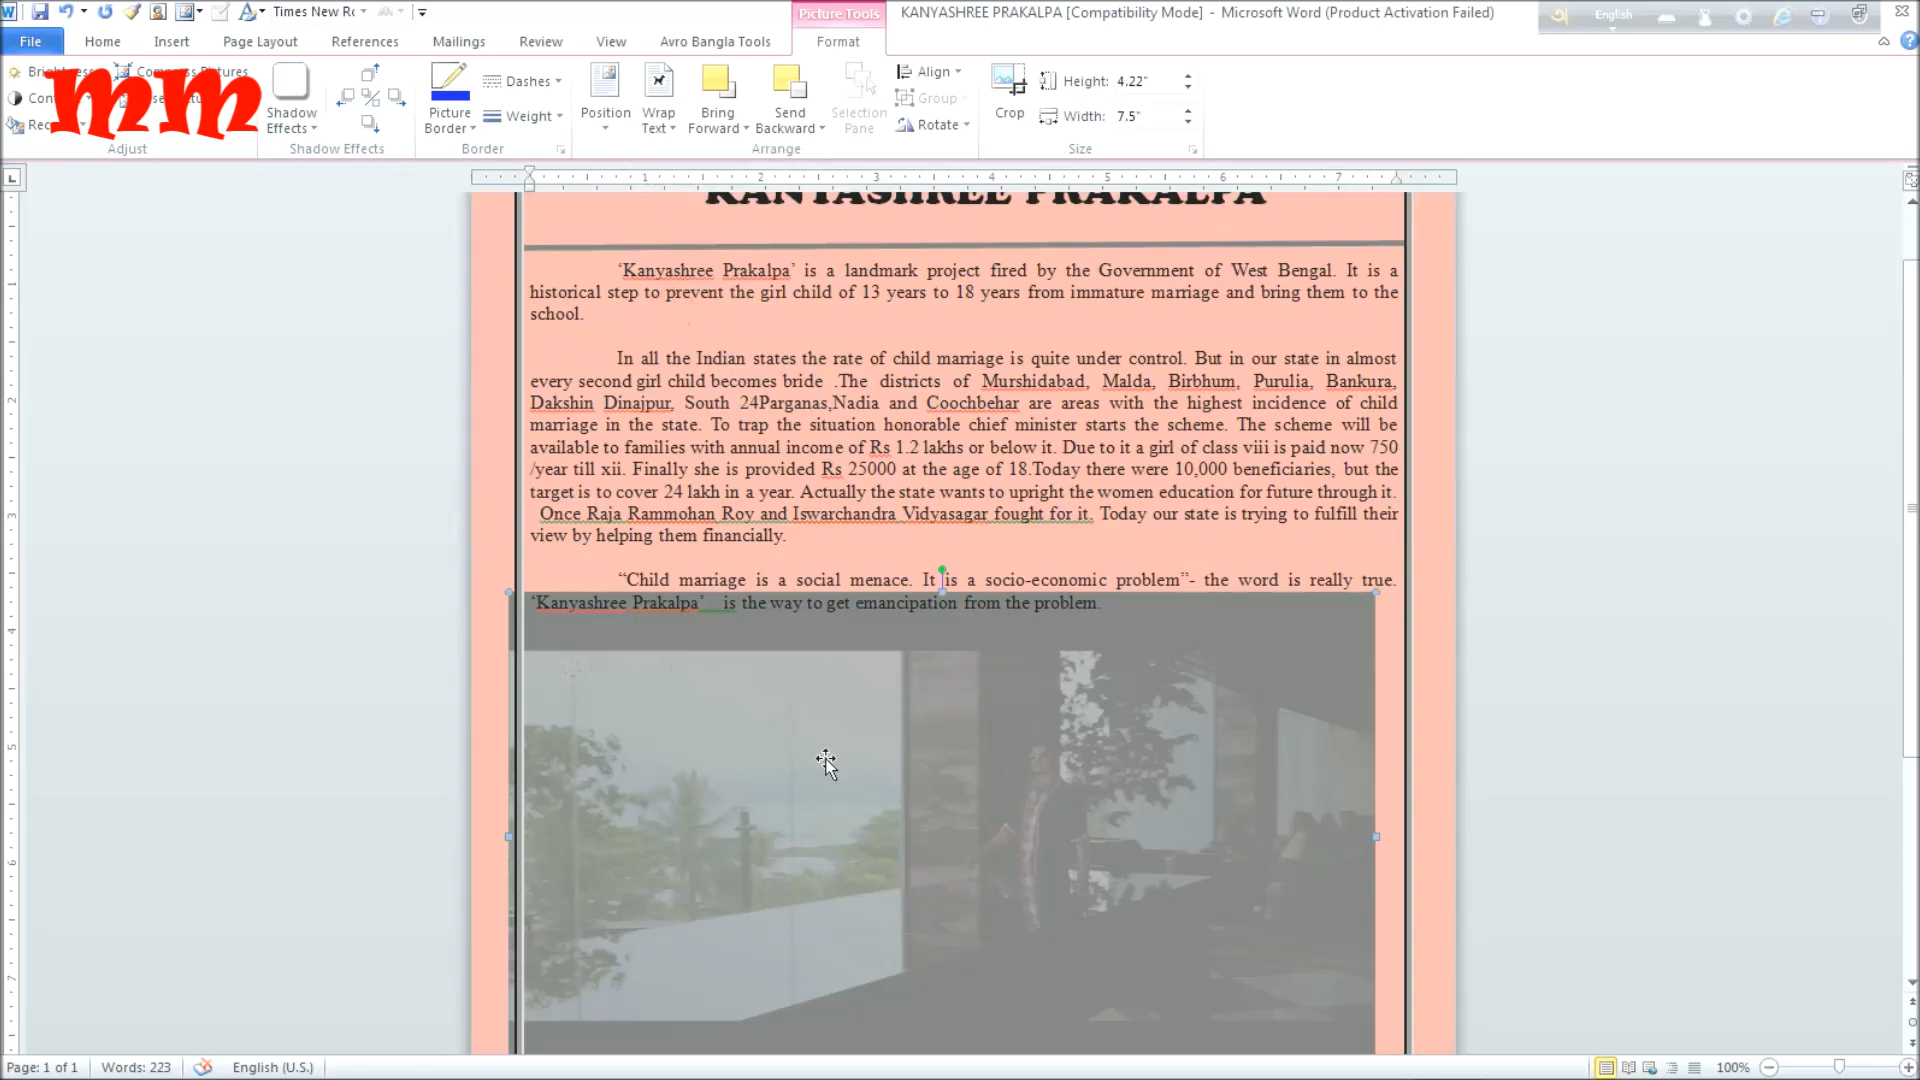 Times New Ro
Picture Tools
KANYASHREE PRAKALPA [Compatibility Mode] - Microsoft Word (Product Activation Failed)
English
File
Home
Insert
Page Layout
References
Mailings
Review
View
Avro Bangla Tools
Format
mm
Compress Pictures
Shadow Effects
Picture Border
Dashes
Weight
Position
Wrap Text
Bring Forward
Send Backward
Selection Pane
Align
Group
Rotate
Crop
Height: 4.22"
Width: 7.5"
Adjust
Shadow Effects
Border
Arrange
Size
1 2 3 4 5 6 7
KANYASHREE PRAKALPA
‘Kanyashree Prakalpa’ is a landmark project fired by the Government of West Bengal. It is a
historical step to prevent the girl child of 13 years to 18 years from immature marriage and bring them to the
school.
In all the Indian states the rate of child marriage is quite under control. But in our state in almost
every second girl child becomes bride .The districts of Murshidabad, Malda, Birbhum, Purulia, Bankura,
Dakshin Dinajpur, South 24Parganas,Nadia and Coochbehar are areas with the highest incidence of child
marriage in the state. To trap the situation honorable chief minister starts the scheme. The scheme will be
available to families with annual income of Rs 1.2 lakhs or below it. Due to it a girl of class viii is paid now 750
/year till xii. Finally she is provided Rs 25000 at the age of 18.Today there were 10,000 beneficiaries, but the
target is to cover 24 lakh in a year. Actually the state wants to upright the women education for future through it.
Once Raja Rammohan Roy and Iswarchandra Vidyasagar fought for it. Today our state is trying to fulfill their
view by helping them financially.
“Child marriage is a social menace. It is a socio-economic problem”- the word is really true.
‘Kanyashree Prakalpa’ is the way to get emancipation from the problem.
Page: 1 of 1
Words: 223
English (U.S.)
100%